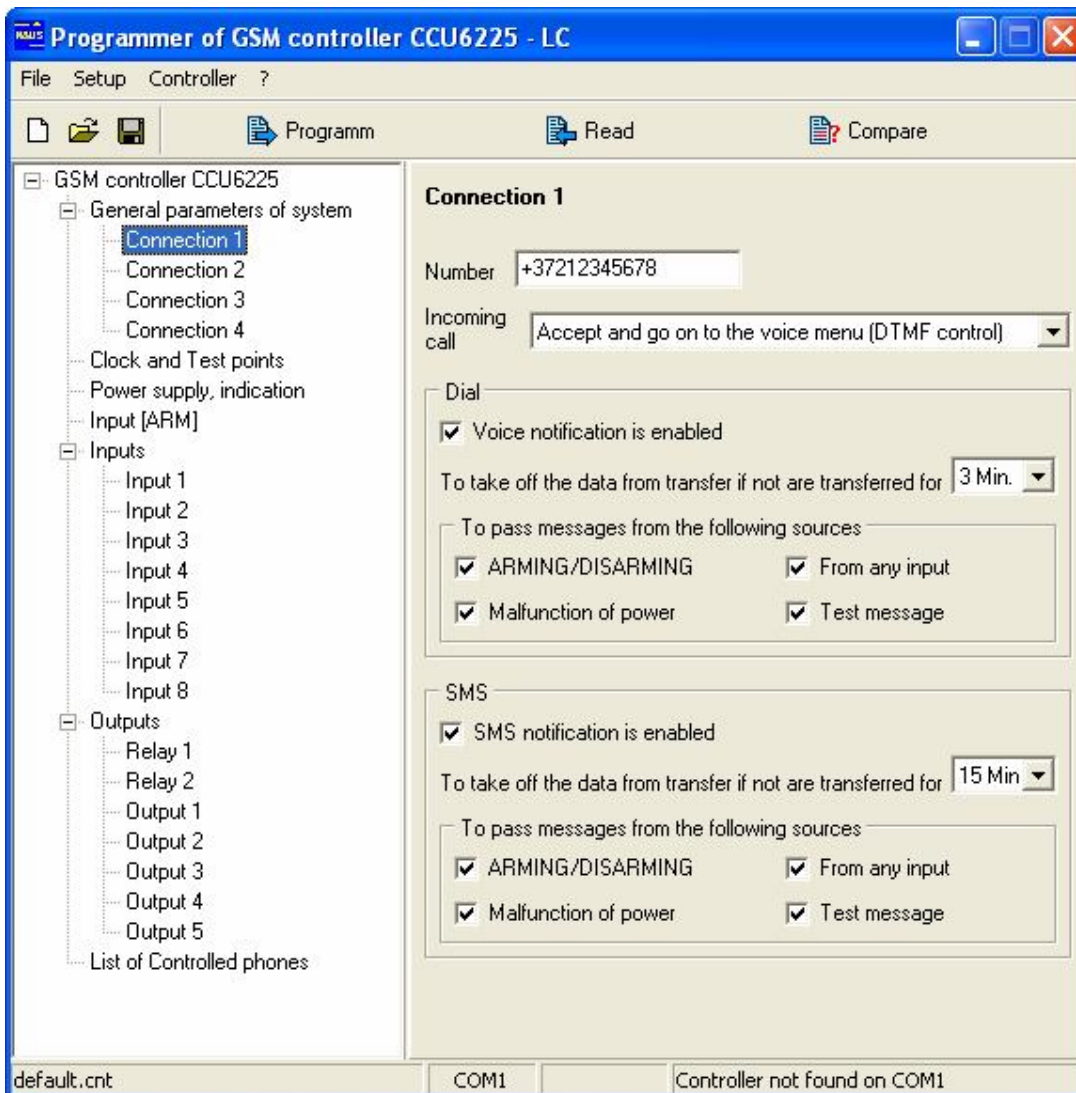 Programmer of GSM controller CCU6225 - LC
File Setup Controller ?
Programm Read Compare
GSM controller CCU6225
General parameters of system
Connection 1
Connection 2
Connection 3
Connection 4
Clock and Test points
Power supply, indication
Input [ARM]
Inputs
Input 1
Input 2
Input 3
Input 4
Input 5
Input 6
Input 7
Input 8
Outputs
Relay 1
Relay 2
Output 1
Output 2
Output 3
Output 4
Output 5
List of Controlled phones
Connection 1
Number +37212345678
Incoming
call
Accept and go on to the voice menu (DTMF control)
Dial
Voice notification is enabled
To take off the data from transfer if not are transferred for 3 Min.
To pass messages from the following sources
ARMING/DISARMING From any input
Malfunction of power Test message
SMS
SMS notification is enabled
To take off the data from transfer if not are transferred for 15 Min
To pass messages from the following sources
ARMING/DISARMING From any input
Malfunction of power Test message
default.cnt COM1 Controller not found on COM1